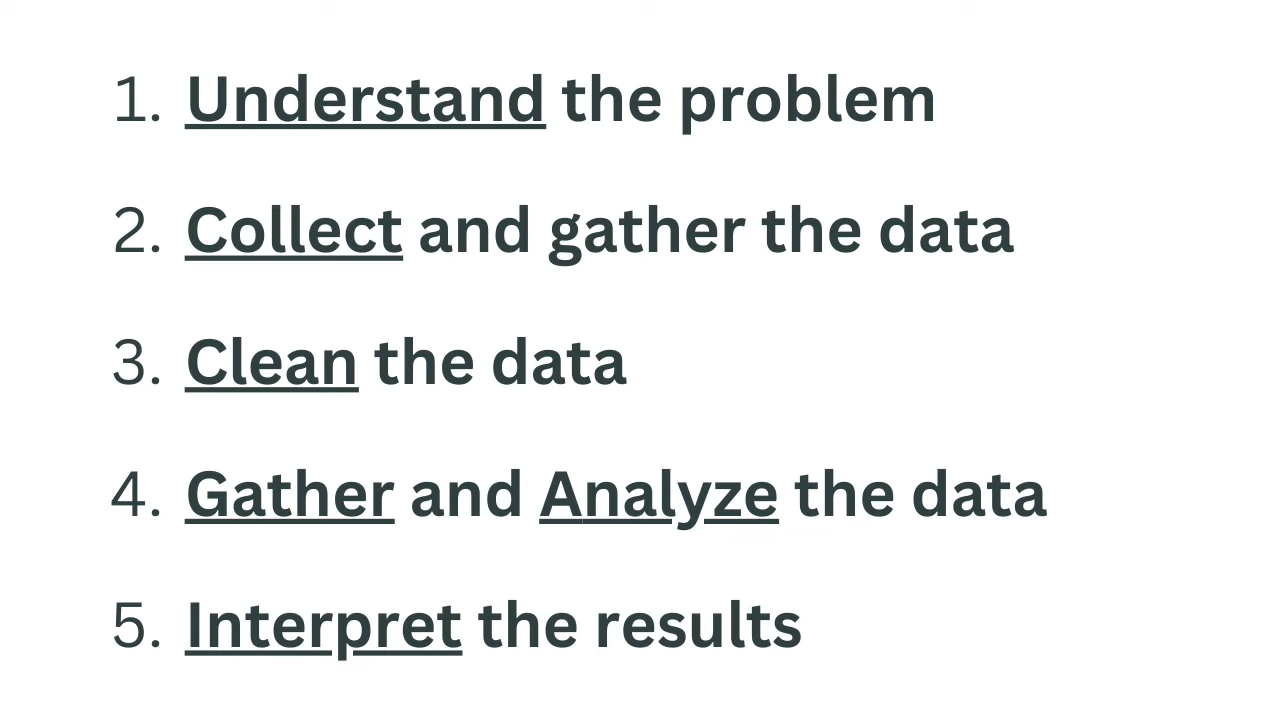 1. Understand the problem
2. Collect and gather the data
3. Clean the data
4. Gather and Analyze the data
5. Interpret the results